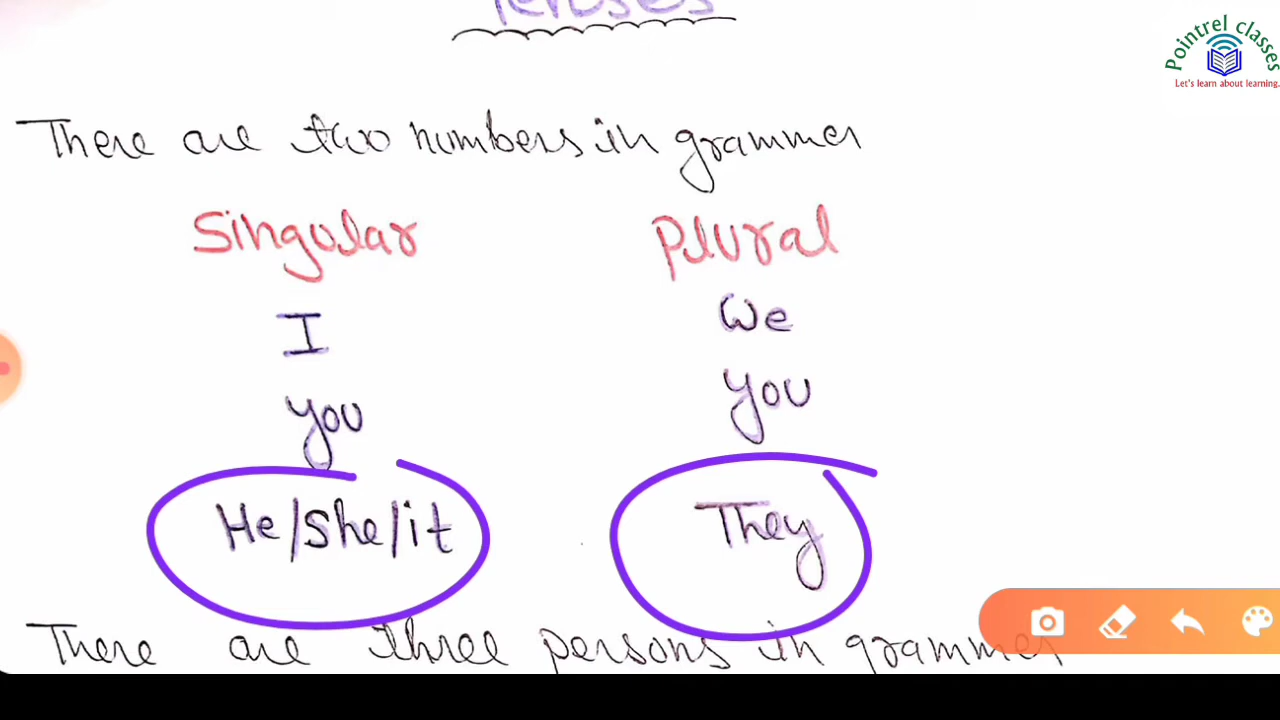 Tenses
Pointrel classes
Let's learn about learning.
There are two numbers in grammer
Singular Plural
I We
you you
He/She/it They
There are three persons in grammer